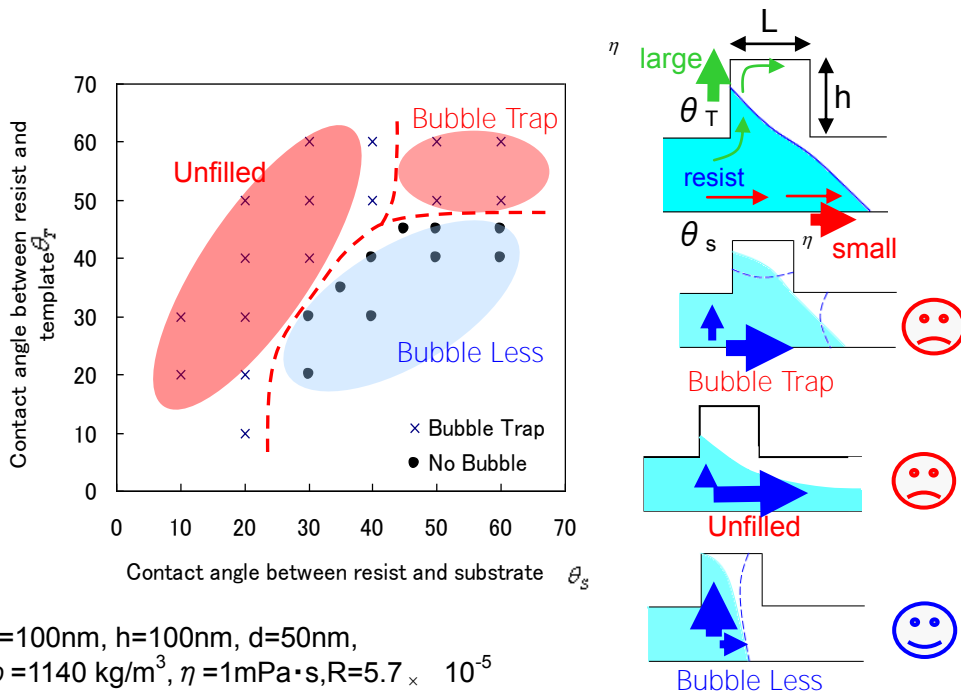 70
60
50
40
30
20
10
0
0 10 20 30 40 50 60 70
Contact angle between resist and
template θT
Contact angle between resist and substrate θS
Unfilled
Bubble Trap
Bubble Less
× Bubble Trap
● No Bubble
=100nm, h=100nm, d=50nm,
=1140 kg/m³, η =1mPa・s,R=5.7 × 10⁻⁵
η
L
large
h
θ T
resist
θ s
η
small
Bubble Trap
Unfilled
Bubble Less